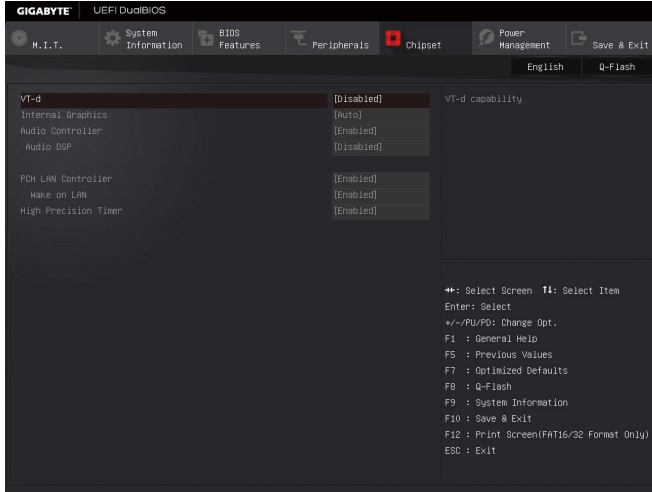 GIGABYTE™ UEFI DualBIOS
M.I.T. System Information BIOS Features Peripherals Chipset Power Management Save & Exit
English Q-Flash
VT-d [Disabled] VT-d capability
Internal Graphics [Auto]
Audio Controller [Enabled]
Audio DSP [Disabled]
PCH LAN Controller [Enabled]
Wake on LAN [Enabled]
High Precision Timer [Enabled]
→←: Select Screen ↑↓: Select Item
Enter: Select
+/-/PU/PD: Change Opt.
F1 : General Help
F5 : Previous Values
F7 : Optimized Defaults
F8 : Q-Flash
F9 : System Information
F10 : Save & Exit
F12 : Print Screen(FAT16/32 Format Only)
ESC : Exit